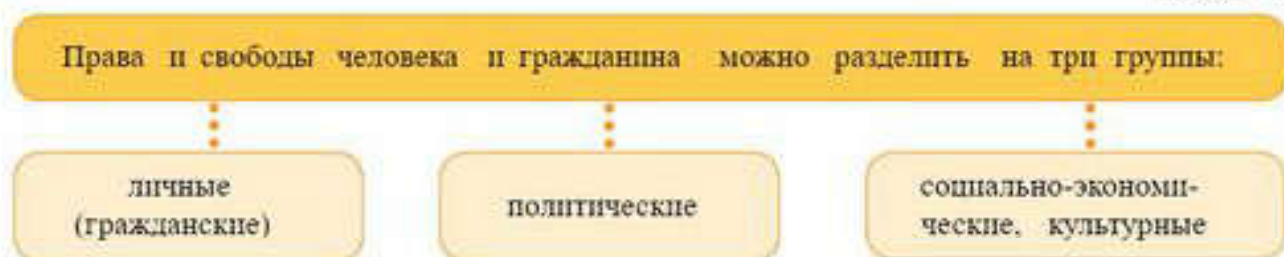 Права и свободы человека и гражданина можно разделить на три группы:
личные
(гражданские)
политические
социально-экономи-
ческие, культурные